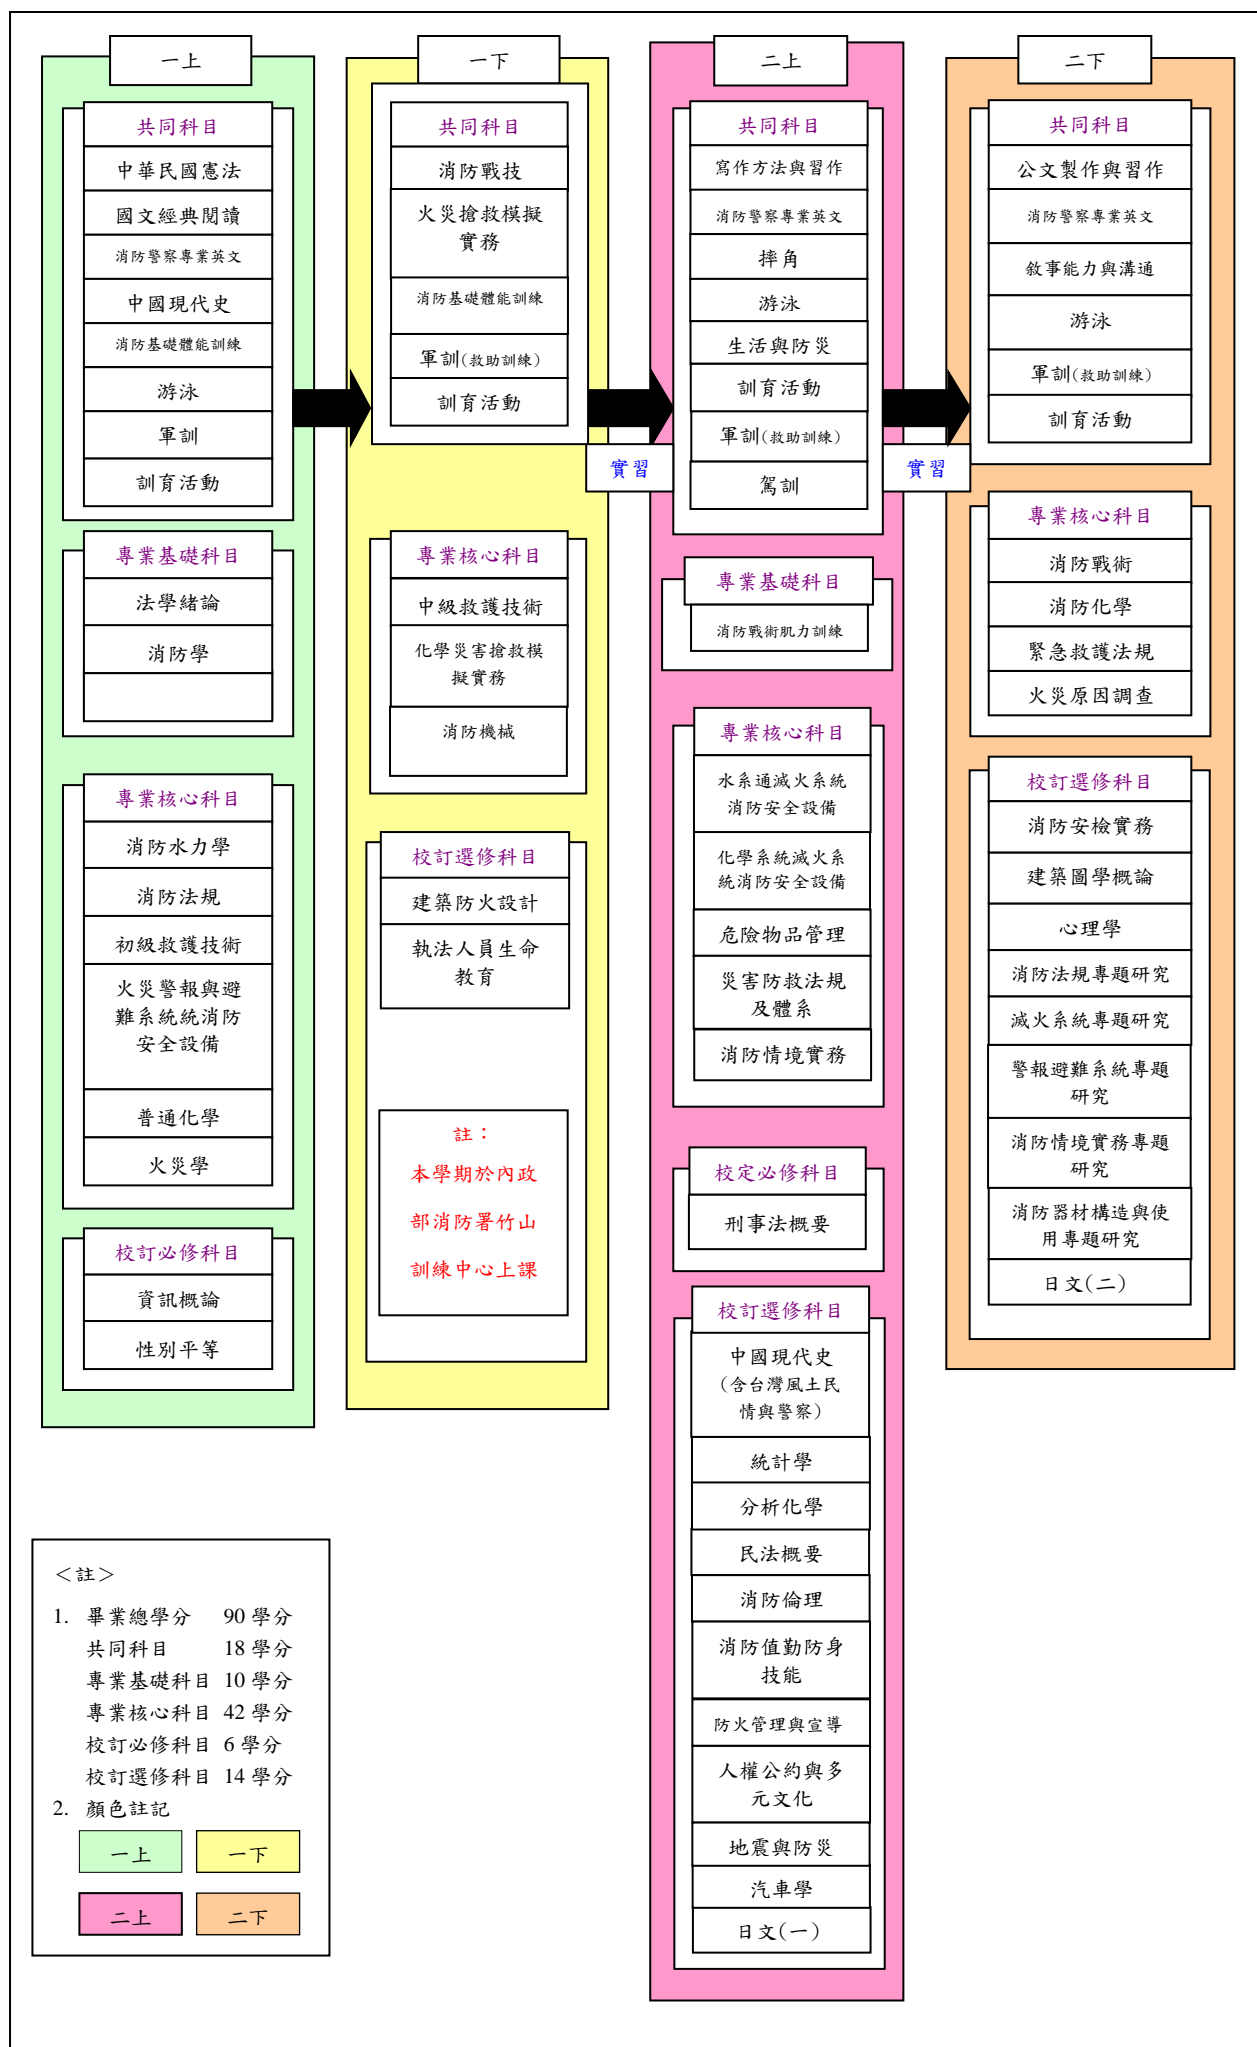 一上
共同科目
中華民國憲法
國文經典閱讀
消防警察專業英文
中國現代史
消防基礎體能訓練
游泳
軍訓
訓育活動
專業基礎科目
法學緒論
消防學
專業核心科目
消防水力學
消防法規
初級救護技術
火災警報與避
難系統統消防
安全設備
普通化學
火災學
校訂必修科目
資訊概論
性別平等
一下
共同科目
消防戰技
火災搶救模擬
實務
消防基礎體能訓練
軍訓(救助訓練)
訓育活動
實習
專業核心科目
中級救護技術
化學災害搶救模
擬實務
消防機械
校訂選修科目
建築防火設計
執法人員生命
教育
註：
本學期於內政
部消防署竹山
訓練中心上課
二上
共同科目
寫作方法與習作
消防警察專業英文
摔角
游泳
生活與防災
訓育活動
軍訓(救助訓練)
駕訓
實習
專業基礎科目
消防戰術肌力訓練
專業核心科目
水系通滅火系統
消防安全設備
化學系統滅火系
統消防安全設備
危險物品管理
災害防救法規
及體系
消防情境實務
校定必修科目
刑事法概要
校訂選修科目
中國現代史
(含台灣風土民
情與警察)
統計學
分析化學
民法概要
消防倫理
消防值勤防身
技能
防火管理與宣導
人權公約與多
元文化
地震與防災
汽車學
日文(一)
二下
共同科目
公文製作與習作
消防警察專業英文
敘事能力與溝通
游泳
軍訓(救助訓練)
訓育活動
專業核心科目
消防戰術
消防化學
緊急救護法規
火災原因調查
校訂選修科目
消防安檢實務
建築圖學概論
心理學
消防法規專題研究
滅火系統專題研究
警報避難系統專題
研究
消防情境實務專題
研究
消防器材構造與使
用專題研究
日文(二)
＜註＞
1. 畢業總學分 90 學分
共同科目 18 學分
專業基礎科目 10 學分
專業核心科目 42 學分
校訂必修科目 6 學分
校訂選修科目 14 學分
2. 顏色註記
一上 一下
二上 二下